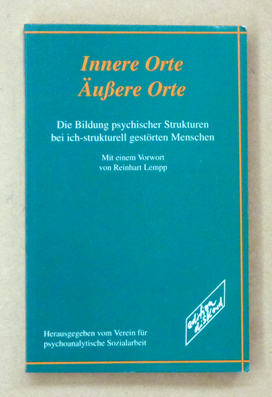 Innere Orte
Äußere Orte
Die Bildung psychischer Strukturen
bei ich-strukturell gestörten Menschen
Mit einem Vorwort
von Reinhart Lempp
edition
diskord
Herausgegeben vom Verein für
psychoanalytische Sozialarbeit